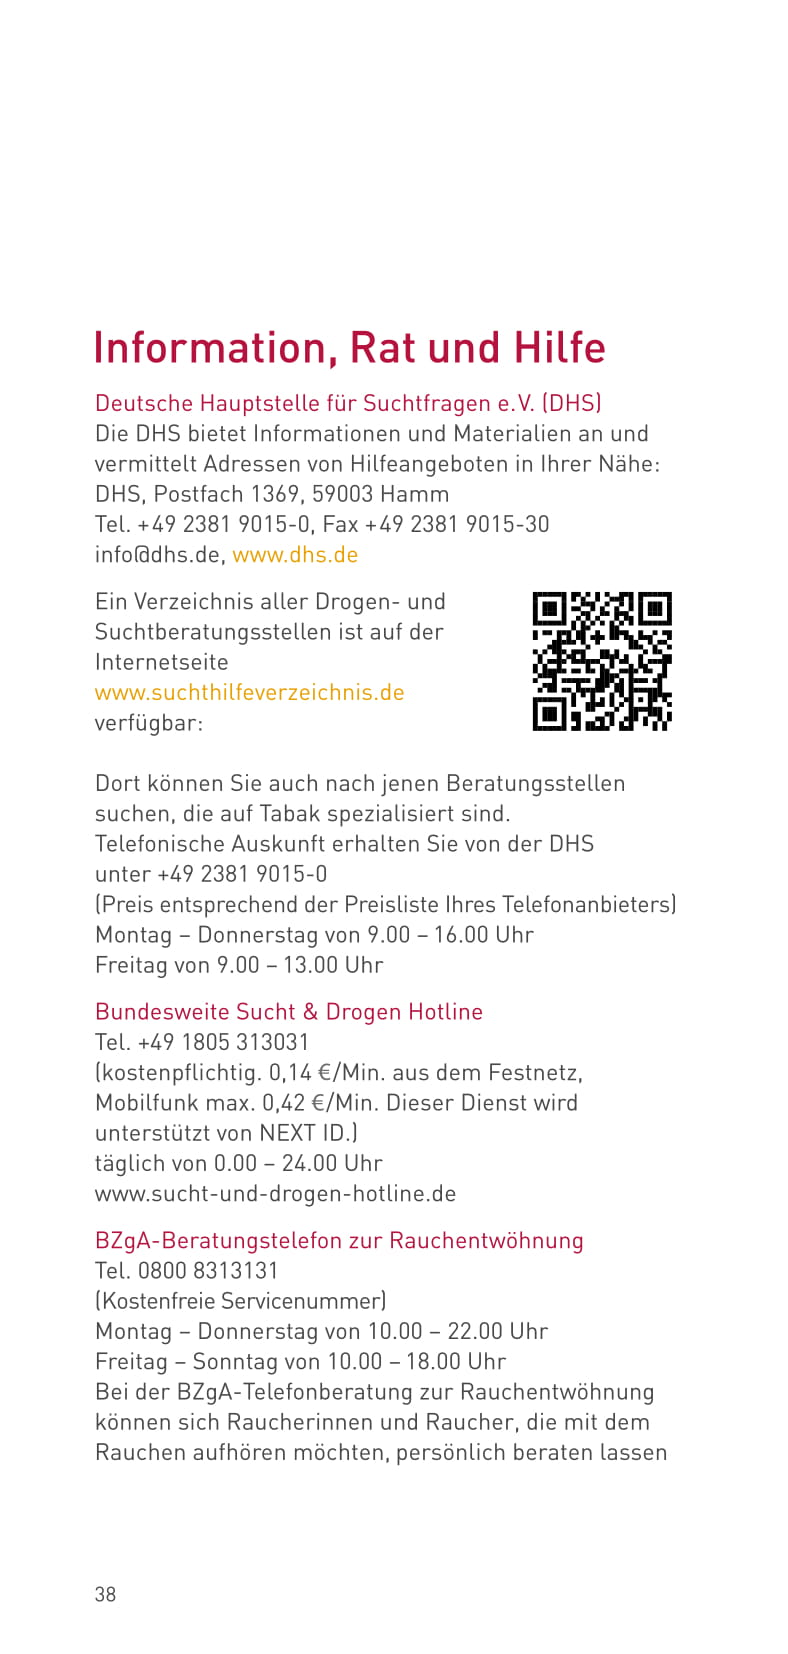 Information, Rat und Hilfe
Deutsche Hauptstelle für Suchtfragen e.V. (DHS)
Die DHS bietet Informationen und Materialien an und
vermittelt Adressen von Hilfeangeboten in Ihrer Nähe:
DHS, Postfach 1369, 59003 Hamm
Tel. +49 2381 9015-0, Fax +49 2381 9015-30
info@dhs.de, www.dhs.de
Ein Verzeichnis aller Drogen- und
Suchtberatungsstellen ist auf der
Internetseite
www.suchthilfeverzeichnis.de
verfügbar:
Dort können Sie auch nach jenen Beratungsstellen
suchen, die auf Tabak spezialisiert sind.
Telefonische Auskunft erhalten Sie von der DHS
unter +49 2381 9015-0
(Preis entsprechend der Preisliste Ihres Telefonanbieters)
Montag – Donnerstag von 9.00 – 16.00 Uhr
Freitag von 9.00 – 13.00 Uhr
Bundesweite Sucht & Drogen Hotline
Tel. +49 1805 313031
(kostenpflichtig. 0,14 €/Min. aus dem Festnetz,
Mobilfunk max. 0,42 €/Min. Dieser Dienst wird
unterstützt von NEXT ID.)
täglich von 0.00 – 24.00 Uhr
www.sucht-und-drogen-hotline.de
BZgA-Beratungstelefon zur Rauchentwöhnung
Tel. 0800 8313131
(Kostenfreie Servicenummer)
Montag – Donnerstag von 10.00 – 22.00 Uhr
Freitag – Sonntag von 10.00 – 18.00 Uhr
Bei der BZgA-Telefonberatung zur Rauchentwöhnung
können sich Raucherinnen und Raucher, die mit dem
Rauchen aufhören möchten, persönlich beraten lassen
38